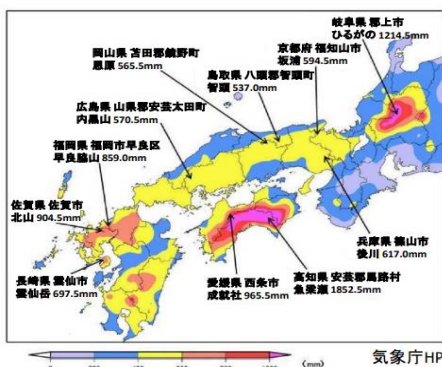 岐阜県 郡上市
ひるがの 1214.5mm
京都府 福知山市
坂浦 594.5mm
岡山県 苫田郡鏡野町
恩原 565.5mm
鳥取県 八頭郡智頭町
智頭 537.0mm
広島県 山県郡安芸太田町
内黒山 570.5mm
福岡県 福岡市早良区
早良脇山 859.0mm
佐賀県 佐賀市
北山 904.5mm
長崎県 雲仙市
雲仙岳 697.5mm
愛媛県 西条市
成就社 965.5mm
高知県 安芸郡馬路村
魚梁瀬 1852.5mm
兵庫県 篠山市
後川 617.0mm
(mm)
気象庁HP